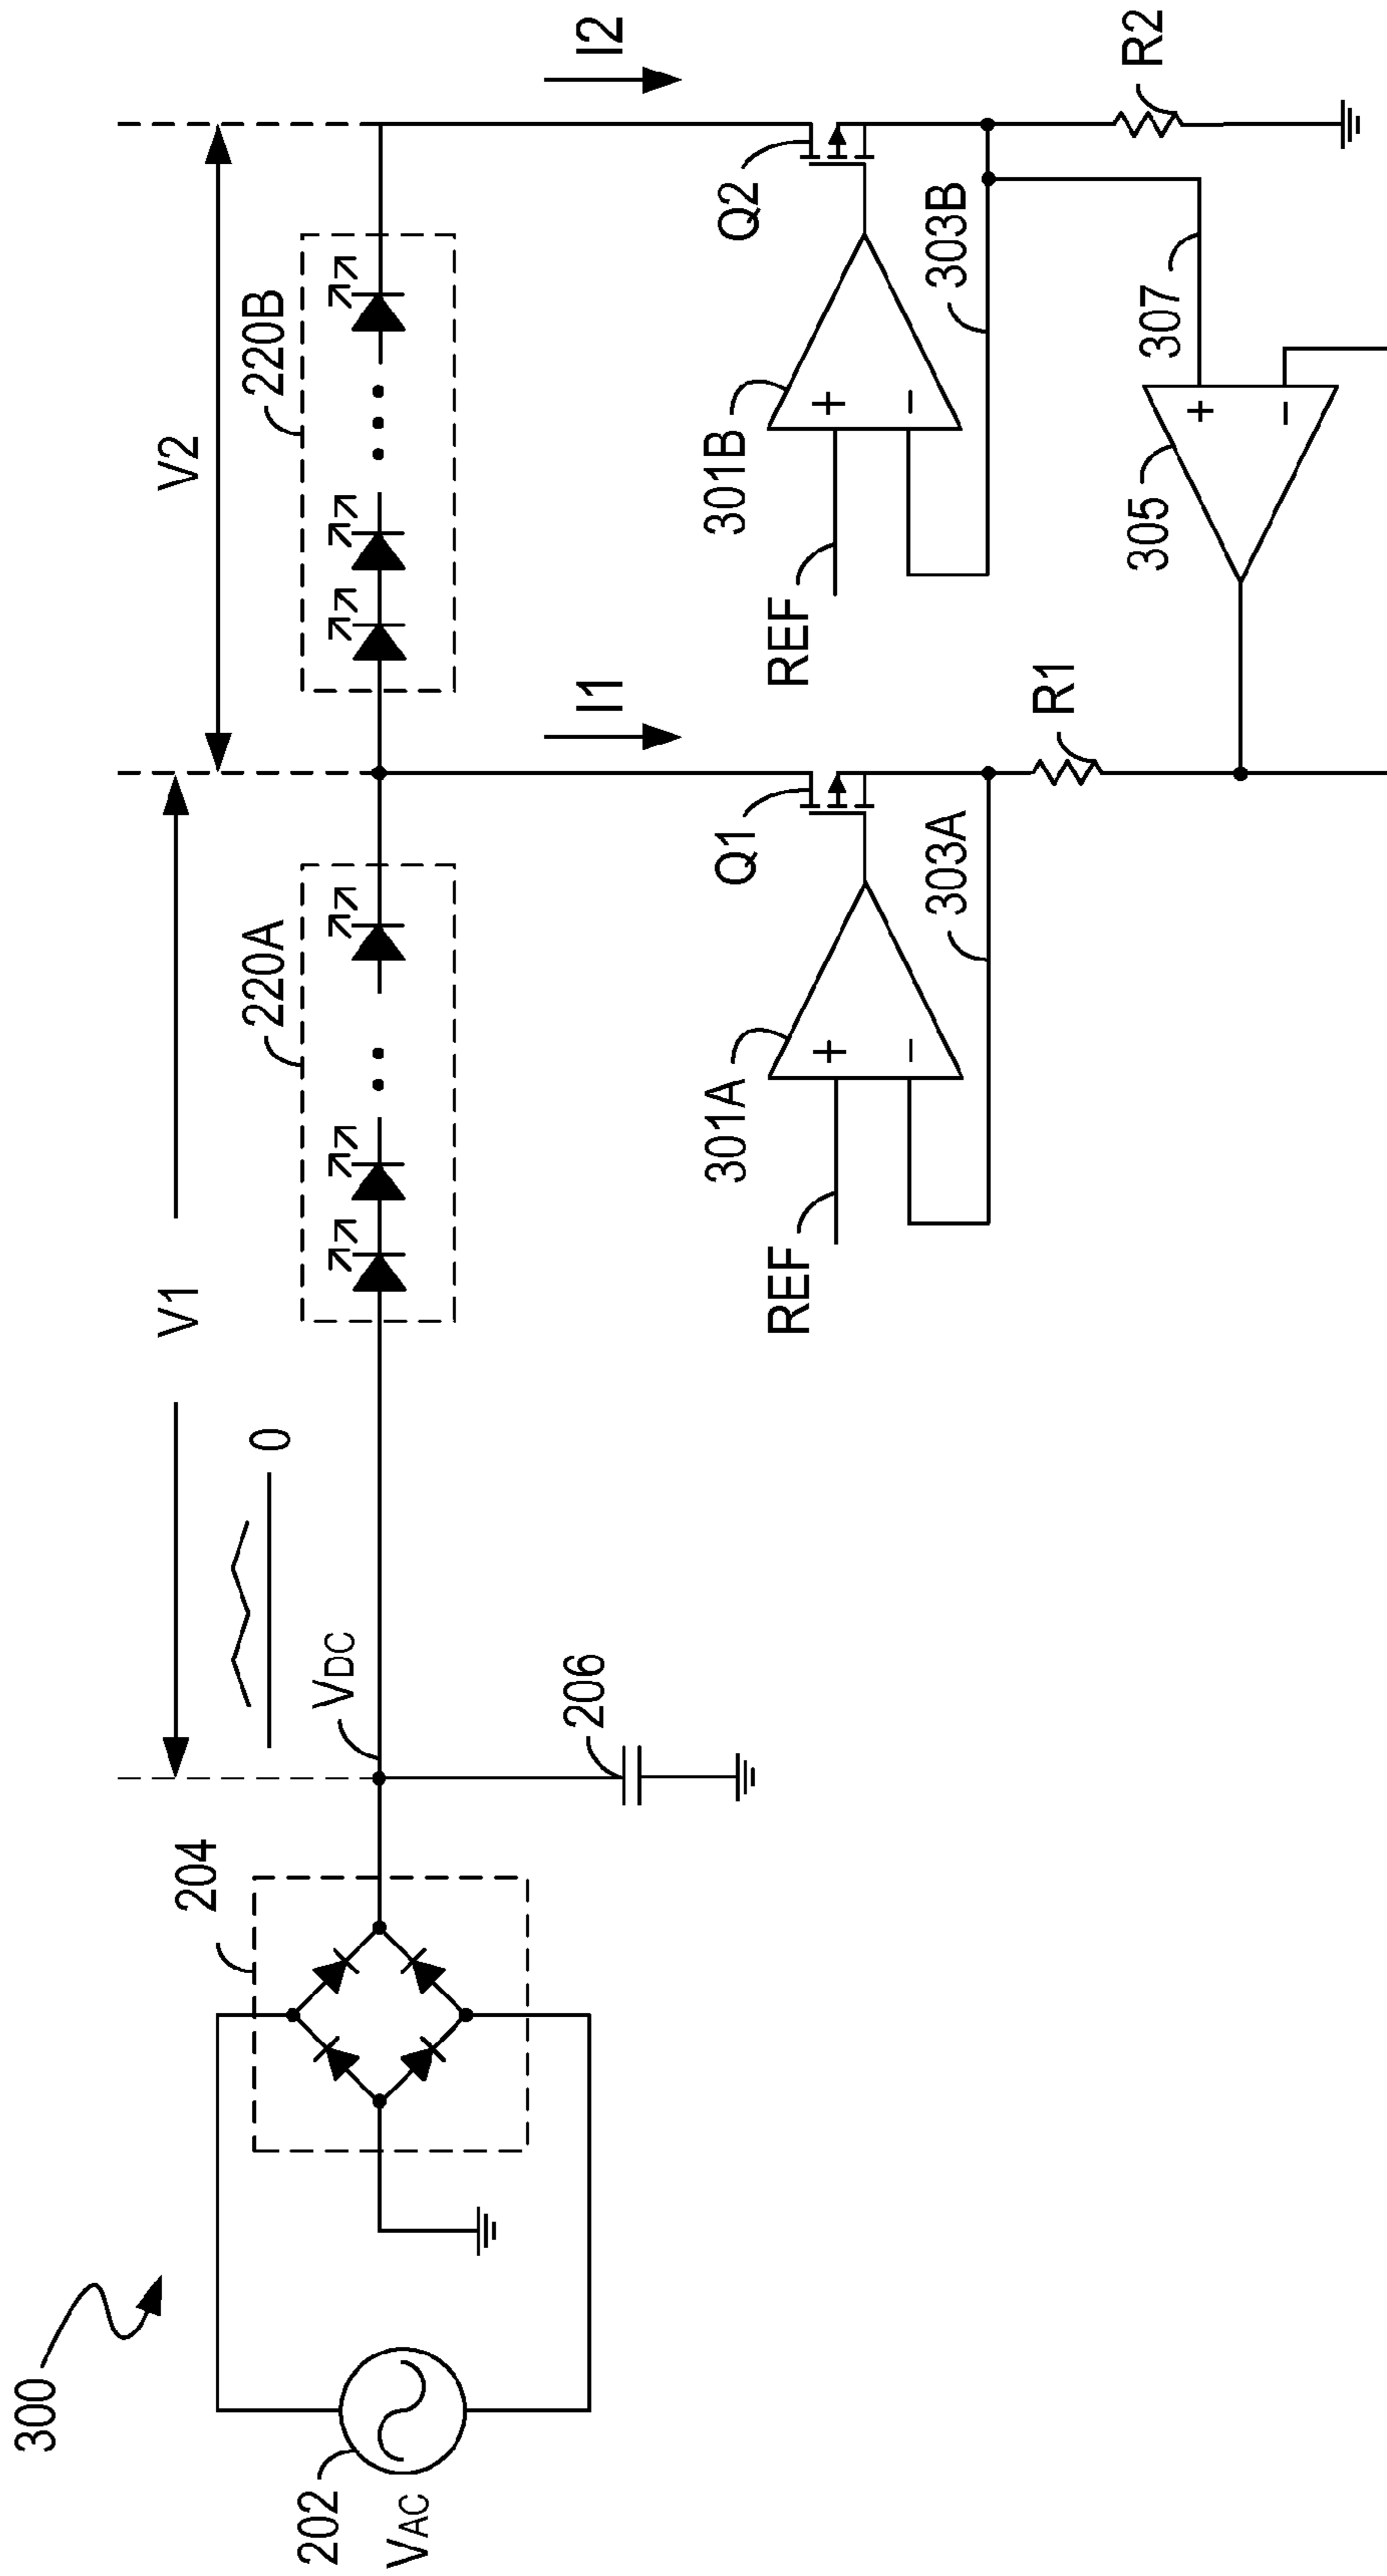 300
202
VAC
204
VDC
206
0
V1
V2
220A
220B
I1
I2
Q1
Q2
301A
+
-
REF
303A
R1
301B
+
-
REF
303B
R2
305
+
-
307